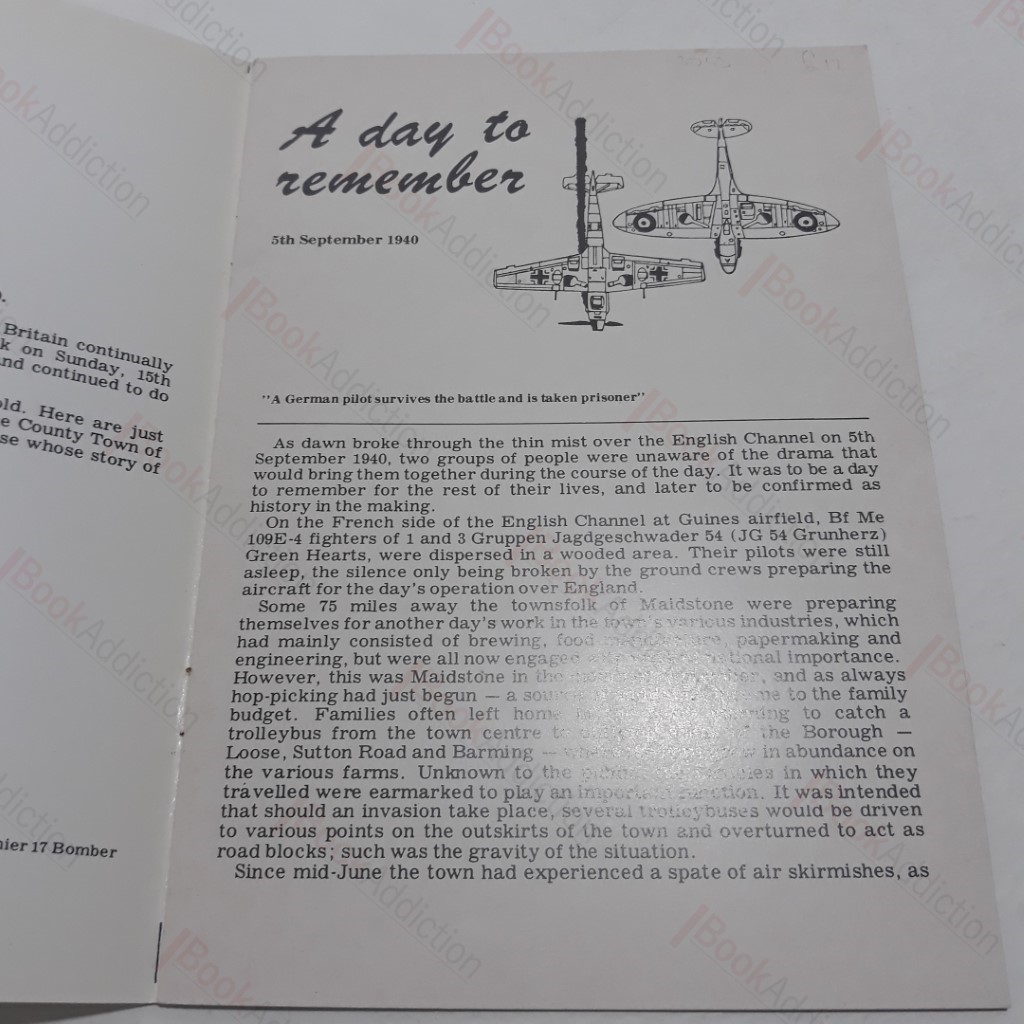 .
Britain continually
k on Sunday, 15th
nd continued to do
old. Here are just
e County Town of
se whose story of
nier 17 Bomber
A day to
remember
5th September 1940
"A German pilot survives the battle and is taken prisoner"
As dawn broke through the thin mist over the English Channel on 5th
September 1940, two groups of people were unaware of the drama that
would bring them together during the course of the day. It was to be a day
to remember for the rest of their lives, and later to be confirmed as
history in the making.
On the French side of the English Channel at Guines airfield, Bf Me
109E-4 fighters of 1 and 3 Gruppen Jagdgeschwader 54 (JG 54 Grunherz)
Green Hearts, were dispersed in a wooded area. Their pilots were still
asleep, the silence only being broken by the ground crews preparing the
aircraft for the day's operation over England.
Some 75 miles away the townsfolk of Maidstone were preparing
themselves for another day's work in the town's various industries, which
had mainly consisted of brewing, food papermaking and
engineering, but were all now engaged importance.
However, this was Maidstone in the and as always
hop-picking had just begun — a to the family
budget. Families often left to catch a
trolleybus from the town centre the Borough —
Loose, Sutton Road and Barming — in abundance on
the various farms. Unknown to the in which they
travelled were earmarked to play an important function. It was intended
that should an invasion take place, several trolleybuses would be driven
to various points on the outskirts of the town and overturned to act as
road blocks; such was the gravity of the situation.
Since mid-June the town had experienced a spate of air skirmishes, as
BookAddiction